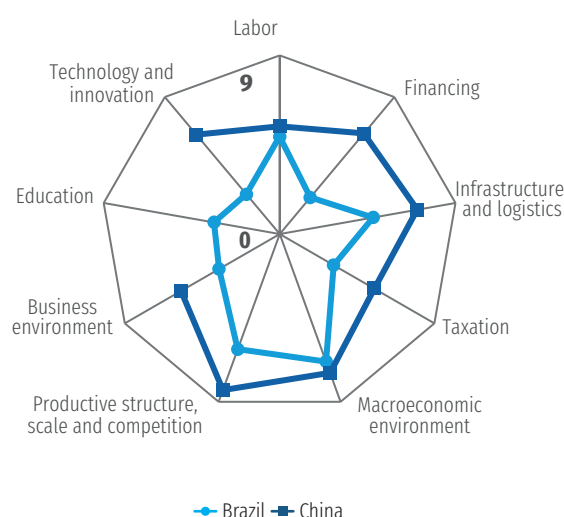 Labor
Technology and
innovation
9
Financing
Education
Infrastructure
and logistics
0
Business
environment
Taxation
Productive structure,
scale and competition
Macroeconomic
environment
Brazil
China